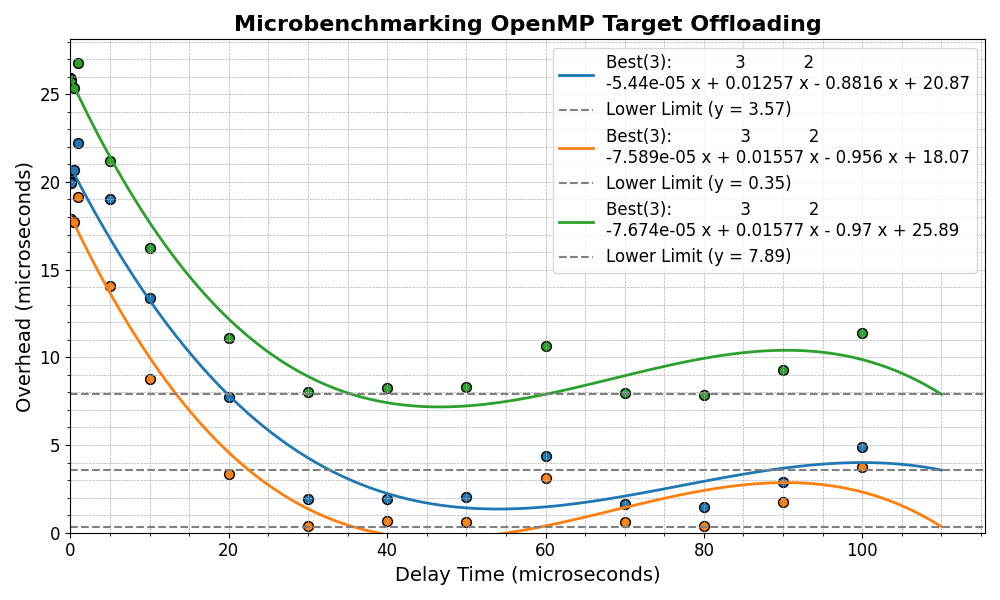 Microbenchmarking OpenMP Target Offloading
Overhead (microseconds)
25
20
15
10
5
0
Best(3): 3 2
-5.44e-05 x + 0.01257 x - 0.8816 x + 20.87
Lower Limit (y = 3.57)
Best(3): 3 2
-7.589e-05 x + 0.01557 x - 0.956 x + 18.07
Lower Limit (y = 0.35)
Best(3): 3 2
-7.674e-05 x + 0.01577 x - 0.97 x + 25.89
Lower Limit (y = 7.89)
0 20 40 60 80 100
Delay Time (microseconds)